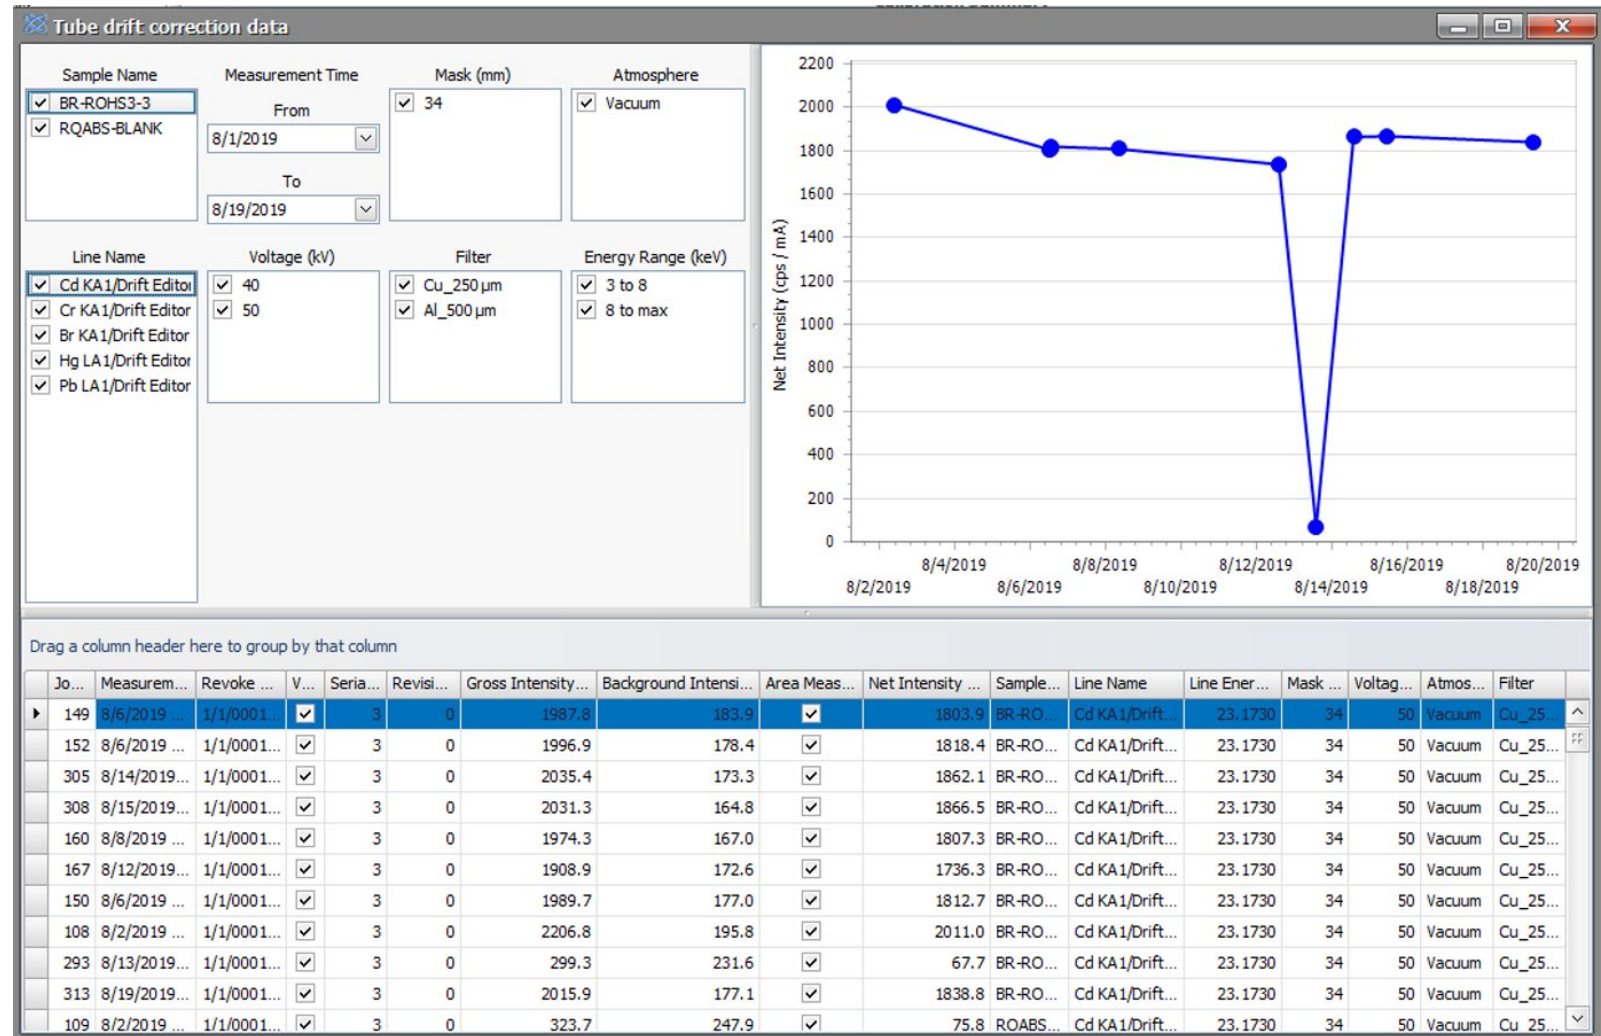 Tube drift correction data
Sample Name
BR-ROHS3-3
RQABS-BLANK
Measurement Time
From
8/1/2019
To
8/19/2019
Mask (mm)
34
Atmosphere
Vacuum
Line Name
Cd KA1/Drift Editor
Cr KA1/Drift Editor
Br KA1/Drift Editor
Hg LA1/Drift Editor
Pb LA1/Drift Editor
Voltage (kV)
40
50
Filter
Cu_250 µm
Al_500 µm
Energy Range (keV)
3 to 8
8 to max
Net Intensity (cps / mA)
2200
2000
1800
1600
1400
1200
1000
800
600
400
200
0
8/4/2019 8/8/2019 8/12/2019 8/16/2019 8/20/2019
8/2/2019 8/6/2019 8/10/2019 8/14/2019 8/18/2019
Drag a column header here to group by that column
Jo... Measurem... Revoke ... V... Seria... Revisi... Gross Intensity... Background Intensi... Area Meas... Net Intensity ... Sample... Line Name Line Ener... Mask ... Voltag... Atmos... Filter
149 8/6/2019 ... 1/1/0001... 3 0 1987.8 183.9 1803.9 BR-RO... Cd KA1/Drift... 23.1730 34 50 Vacuum Cu_25...
152 8/6/2019 ... 1/1/0001... 3 0 1996.9 178.4 1818.4 BR-RO... Cd KA1/Drift... 23.1730 34 50 Vacuum Cu_25...
305 8/14/2019... 1/1/0001... 3 0 2035.4 173.3 1862.1 BR-RO... Cd KA1/Drift... 23.1730 34 50 Vacuum Cu_25...
308 8/15/2019... 1/1/0001... 3 0 2031.3 164.8 1866.5 BR-RO... Cd KA1/Drift... 23.1730 34 50 Vacuum Cu_25...
160 8/8/2019 ... 1/1/0001... 3 0 1974.3 167.0 1807.3 BR-RO... Cd KA1/Drift... 23.1730 34 50 Vacuum Cu_25...
167 8/12/2019... 1/1/0001... 3 0 1908.9 172.6 1736.3 BR-RO... Cd KA1/Drift... 23.1730 34 50 Vacuum Cu_25...
150 8/6/2019 ... 1/1/0001... 3 0 1989.7 177.0 1812.7 BR-RO... Cd KA1/Drift... 23.1730 34 50 Vacuum Cu_25...
108 8/2/2019 ... 1/1/0001... 3 0 2206.8 195.8 2011.0 BR-RO... Cd KA1/Drift... 23.1730 34 50 Vacuum Cu_25...
293 8/13/2019... 1/1/0001... 3 0 299.3 231.6 67.7 BR-RO... Cd KA1/Drift... 23.1730 34 50 Vacuum Cu_25...
313 8/19/2019... 1/1/0001... 3 0 2015.9 177.1 1838.8 BR-RO... Cd KA1/Drift... 23.1730 34 50 Vacuum Cu_25...
109 8/2/2019 ... 1/1/0001... 3 0 323.7 247.9 75.8 RQABS... Cd KA1/Drift... 23.1730 34 50 Vacuum Cu_25...